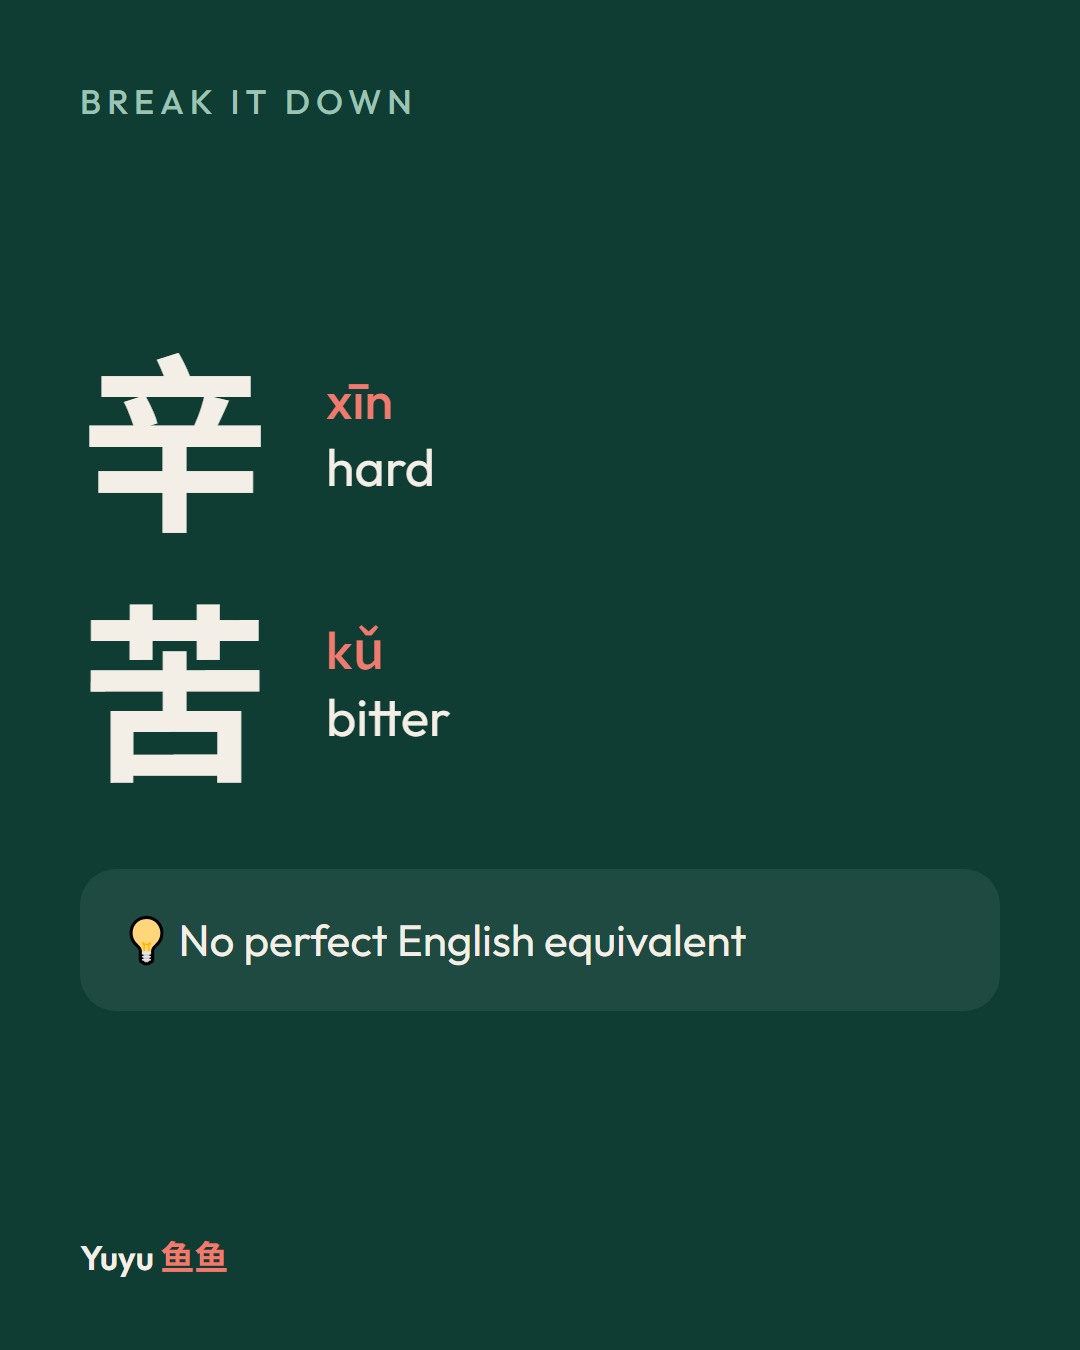 BREAK IT DOWN
辛
xīn
hard
苦
kǔ
bitter
💡 No perfect English equivalent
Yuyu 鱼鱼